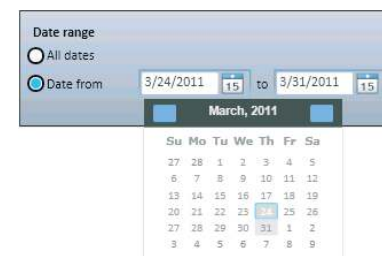 Date range
All dates
Date from 3/24/2011 15 to 3/31/2011 15
March, 2011
Su Mo Tu We Th Fr Sa
27 28 1 2 3 4 5
6 7 8 9 10 11 12
13 14 15 16 17 18 19
20 21 22 23 24 25 26
27 28 29 30 31 1 2
3 4 5 6 7 8 9